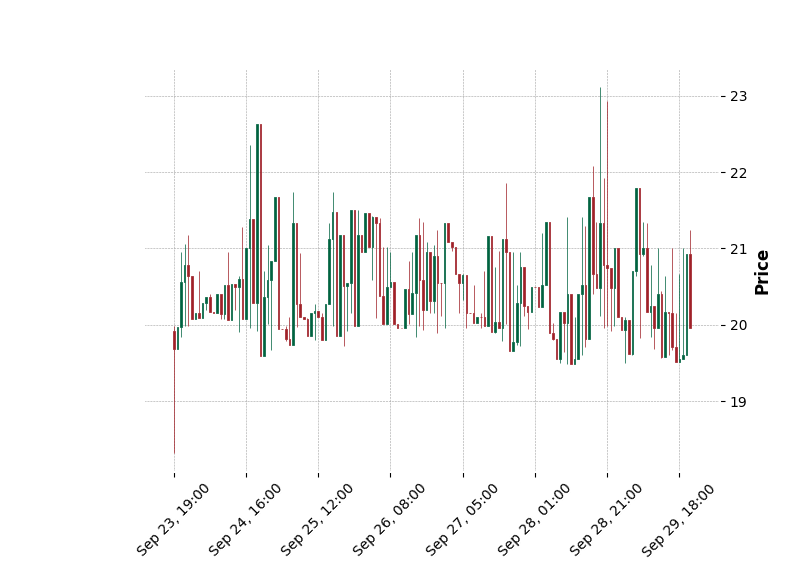 23
22
21
20
19
Price
Sep 23, 19:00
Sep 24, 16:00
Sep 25, 12:00
Sep 26, 08:00
Sep 27, 05:00
Sep 28, 01:00
Sep 28, 21:00
Sep 29, 18:00